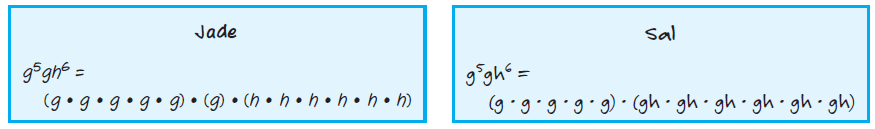 Jade
g⁵gh⁶ =
(g • g • g • g • g) • (g) • (h • h • h • h • h • h)
Sal
g⁵gh⁶ =
(g · g · g · g · g) · (gh · gh · gh · gh · gh · gh)